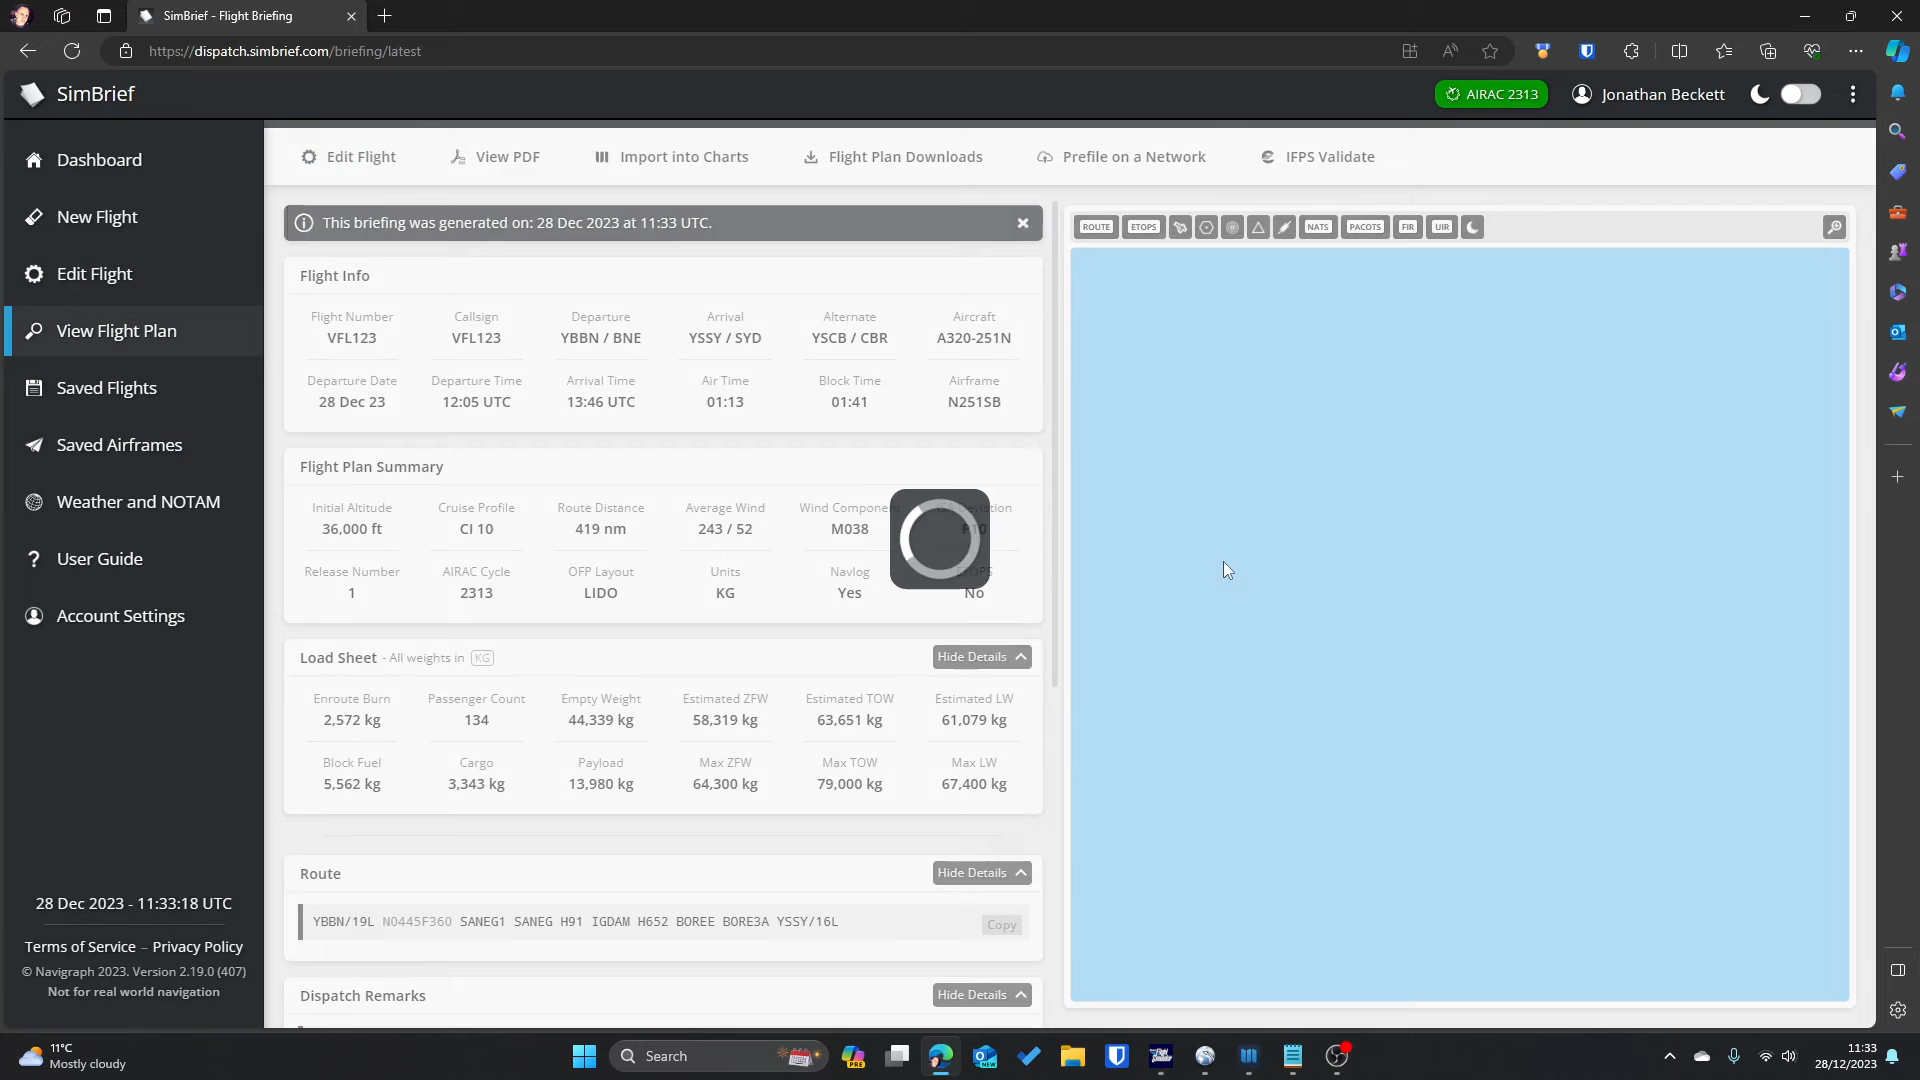 SimBrief - Flight Briefing
https://dispatch.simbrief.com/briefing/latest
SimBrief
AIRAC 2313
Jonathan Beckett
Dashboard
New Flight
Edit Flight
View Flight Plan
Saved Flights
Saved Airframes
Weather and NOTAM
User Guide
Account Settings
28 Dec 2023 - 11:33:18 UTC
Terms of Service – Privacy Policy
© Navigraph 2023. Version 2.19.0 (407)
Not for real world navigation
Edit Flight View PDF Import into Charts Flight Plan Downloads Prefile on a Network IFPS Validate
This briefing was generated on: 28 Dec 2023 at 11:33 UTC.
ROUTE ETOPS NATS PACOTS FIR UIR
Flight Info
Flight Number Callsign Departure Arrival Alternate Aircraft
VFL123 VFL123 YBBN / BNE YSSY / SYD YSCB / CBR A320-251N
Departure Date Departure Time Arrival Time Air Time Block Time Airframe
28 Dec 23 12:05 UTC 13:46 UTC 01:13 01:41 N251SB
Flight Plan Summary
Initial Altitude Cruise Profile Route Distance Average Wind Wind Component
36,000 ft CI 10 419 nm 243 / 52 M038 P10
Release Number AIRAC Cycle OFP Layout Units Navlog ETOPS
1 2313 LIDO KG Yes No
Load Sheet - All weights in KG Hide Details
Enroute Burn Passenger Count Empty Weight Estimated ZFW Estimated TOW Estimated LW
2,572 kg 134 44,339 kg 58,319 kg 63,651 kg 61,079 kg
Block Fuel Cargo Payload Max ZFW Max TOW Max LW
5,562 kg 3,343 kg 13,980 kg 64,300 kg 79,000 kg 67,400 kg
Route Hide Details
YBBN/19L N0445F360 SANEG1 SANEG H91 IGDAM H652 BOREE BORE3A YSSY/16L Copy
Dispatch Remarks Hide Details
11°C
Mostly cloudy
Search
PRE
NEW
11:33
28/12/2023